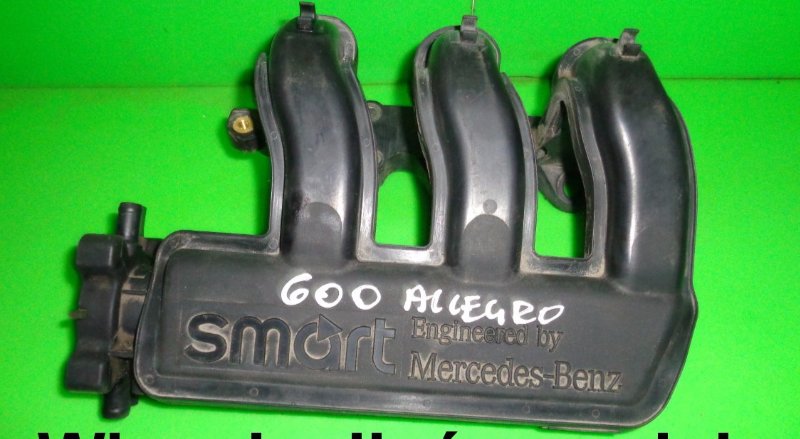 600 ALLEGRO
smart Engineered by
Mercedes-Benz